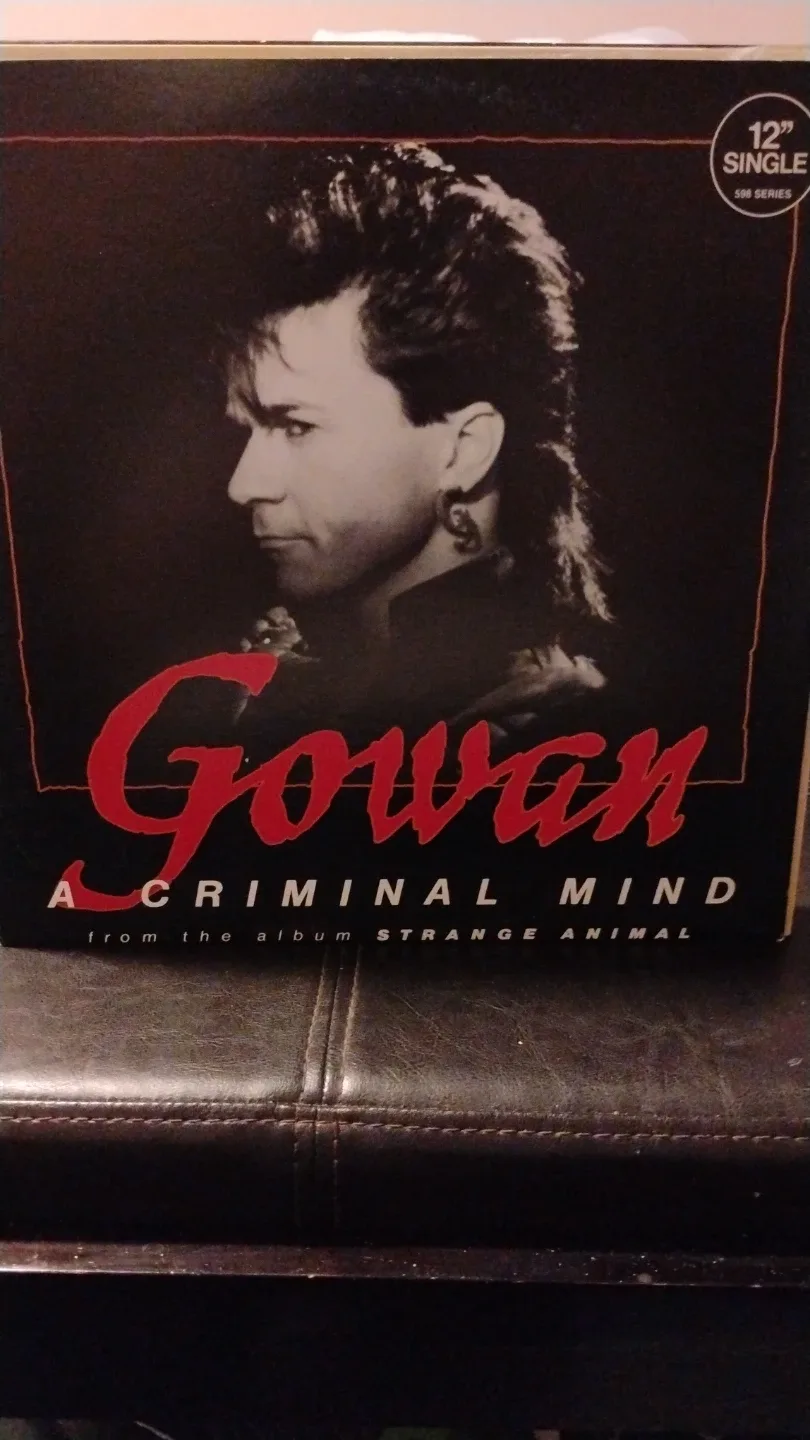 12”
SINGLE
598 SERIES
Gowan
A CRIMINAL MIND
from the album STRANGE ANIMAL